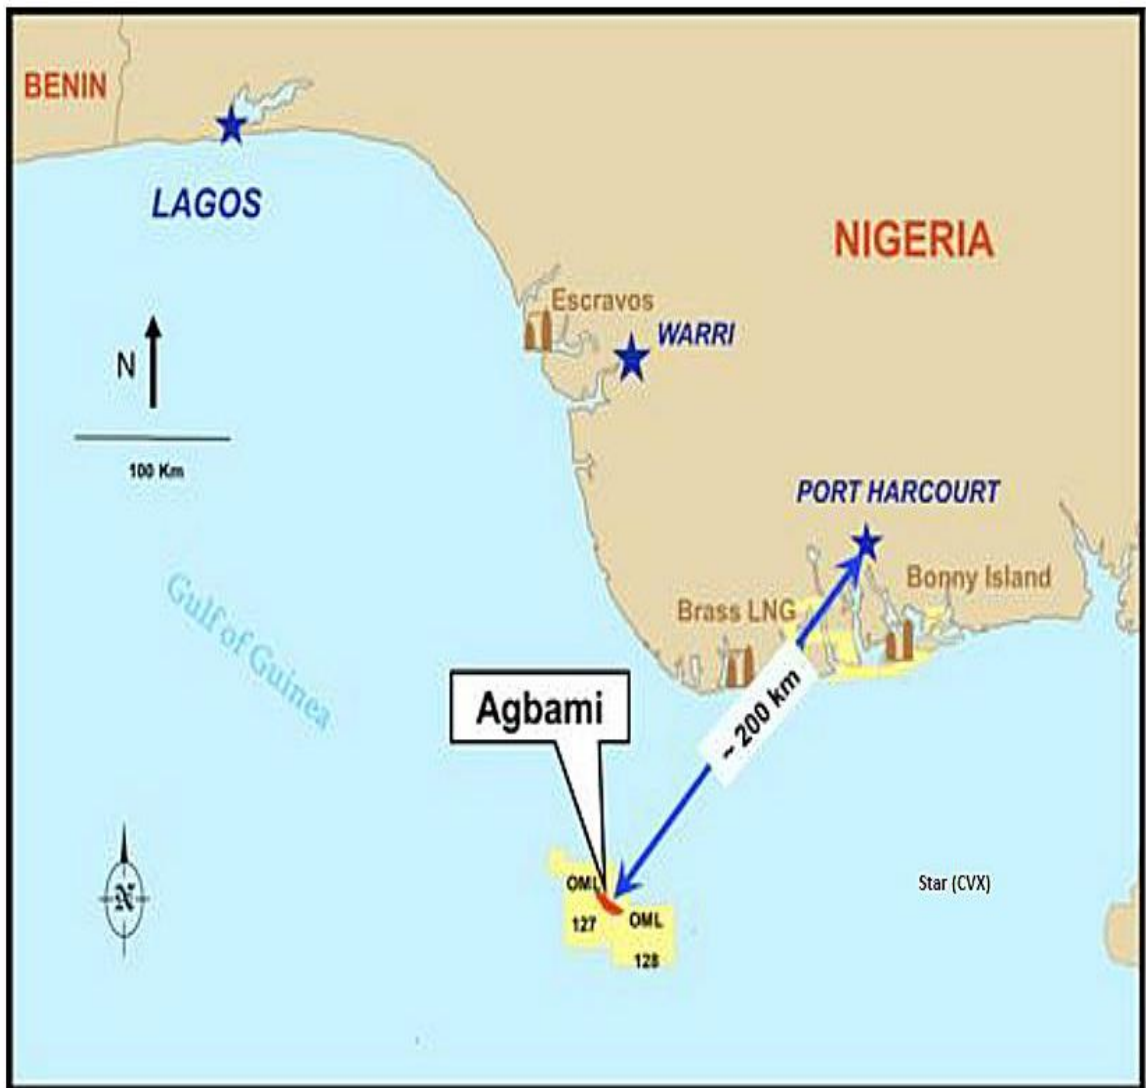 BENIN
LAGOS
NIGERIA
Escravos
WARRI
N
100 Km
PORT HARCOURT
Bonny Island
Brass LNG
Gulf of Guinea
Agbami
~ 200 km
Star (CVX)
OML
127
OML
128
N